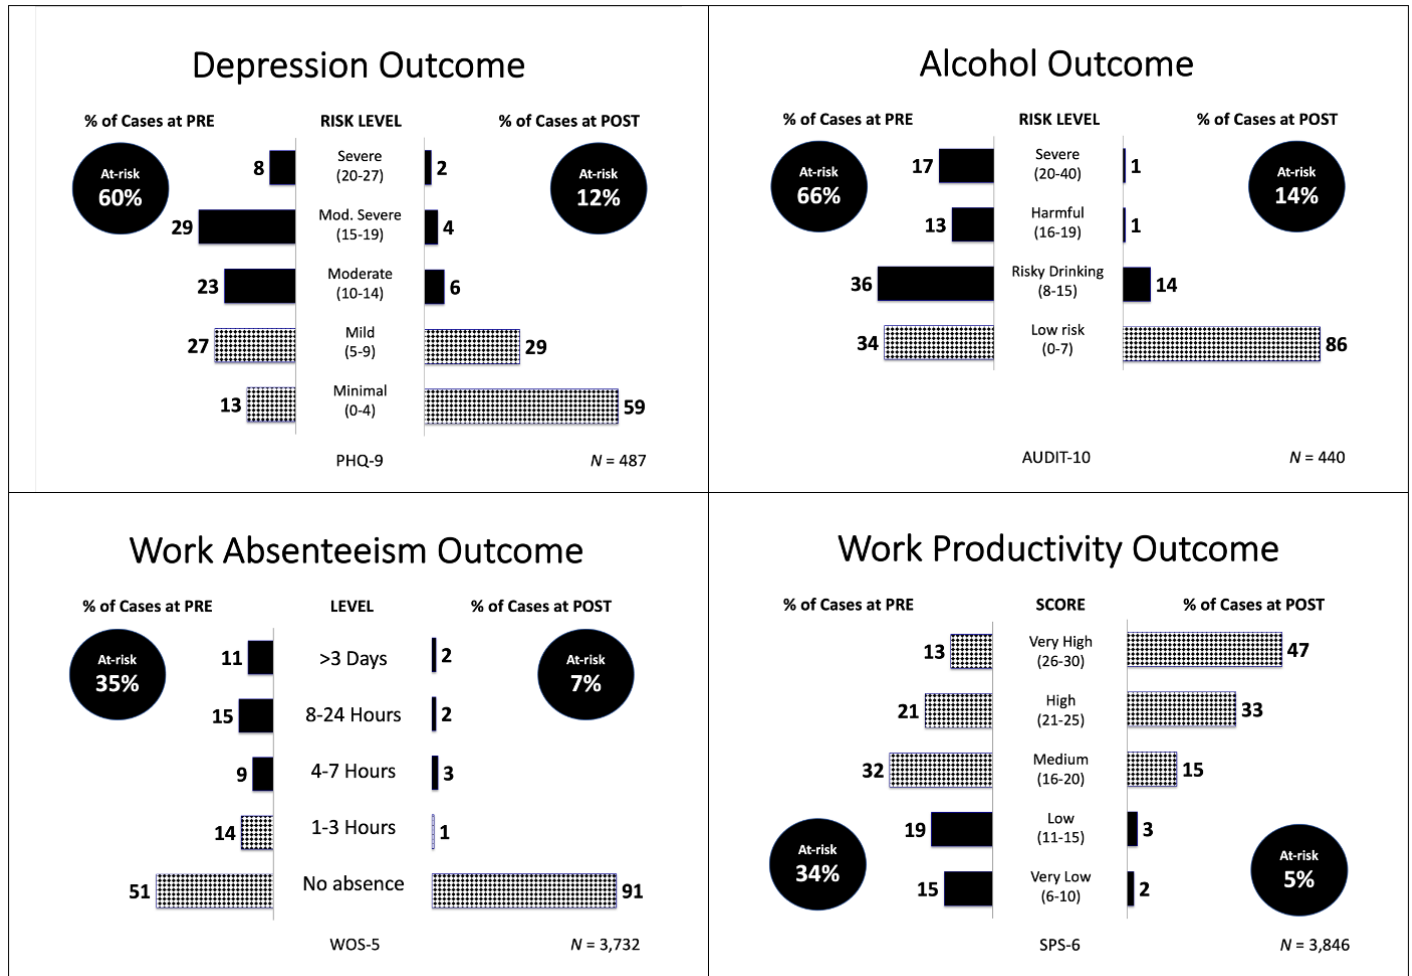 Depression Outcome
% of Cases at PRE RISK LEVEL % of Cases at POST
At-risk
60%
At-risk
12%
8 Severe 2
(20-27)
29 Mod. Severe 4
(15-19)
23 Moderate 6
(10-14)
27 Mild 29
(5-9)
13 Minimal 59
(0-4)
PHQ-9 N = 487
Alcohol Outcome
% of Cases at PRE RISK LEVEL % of Cases at POST
At-risk
66%
At-risk
14%
17 Severe 1
(20-40)
13 Harmful 1
(16-19)
36 Risky Drinking 14
(8-15)
34 Low risk 86
(0-7)
AUDIT-10 N = 440
Work Absenteeism Outcome
% of Cases at PRE LEVEL % of Cases at POST
At-risk
35%
At-risk
7%
11 >3 Days 2
15 8-24 Hours 2
9 4-7 Hours 3
14 1-3 Hours 1
51 No absence 91
WOS-5 N = 3,732
Work Productivity Outcome
% of Cases at PRE SCORE % of Cases at POST
13 Very High 47
(26-30)
21 High 33
(21-25)
32 Medium 15
(16-20)
19 Low 3
(11-15)
15 Very Low 2
(6-10)
At-risk
34%
At-risk
5%
SPS-6 N = 3,846